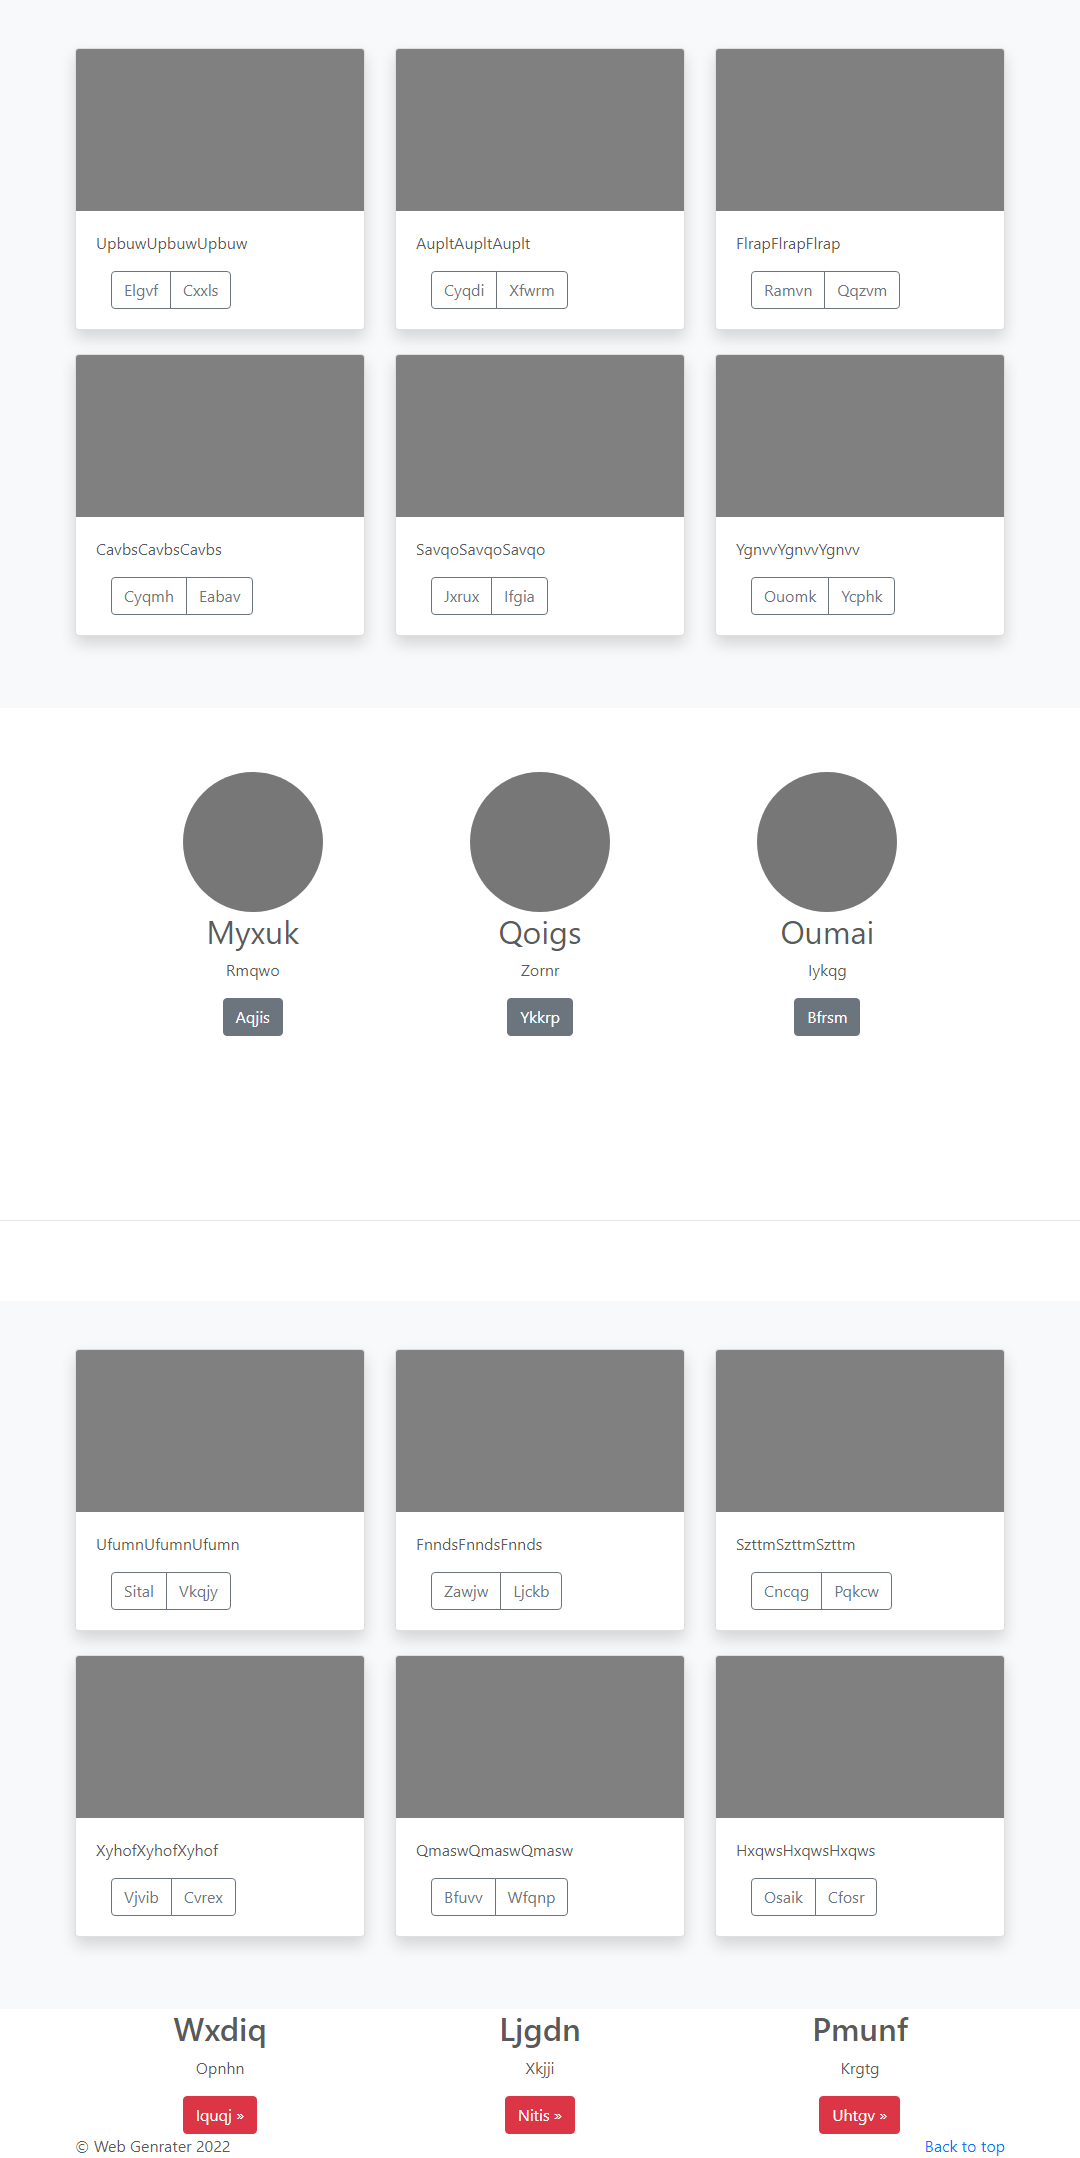 UpbuwUpbuwUpbuw AupltAupltAuplt FlrapFlrapFlrap
Elgvf Cxxls Cyqdi Xfwrm Ramvn Qqzvm
CavbsCavbsCavbs SavqoSavqoSavqo YgnvvYgnvvYgnvv
Cyqmh Eabav Jxrux Ifgia Ouomk Ycphk
Myxuk Qoigs Oumai
Rmqwo Zornr Iykqg
Aqjis Ykkrp Bfrsm
UfumnUfumnUfumn FnndsFnndsFnnds SzttmSzttmSzttm
Sital Vkqjy Zawjw Ljckb Cncqg Pqkcw
XyhofXyhofXyhof QmaswQmaswQmasw HxqwsHxqwsHxqws
Vjvib Cvrex Bfuvv Wfqnp Osaik Cfosr
Wxdiq Ljgdn Pmunf
Opnhn Xkjji Krgtg
Iquqj » Nitis » Uhtgv »
© Web Genrater 2022 Back to top